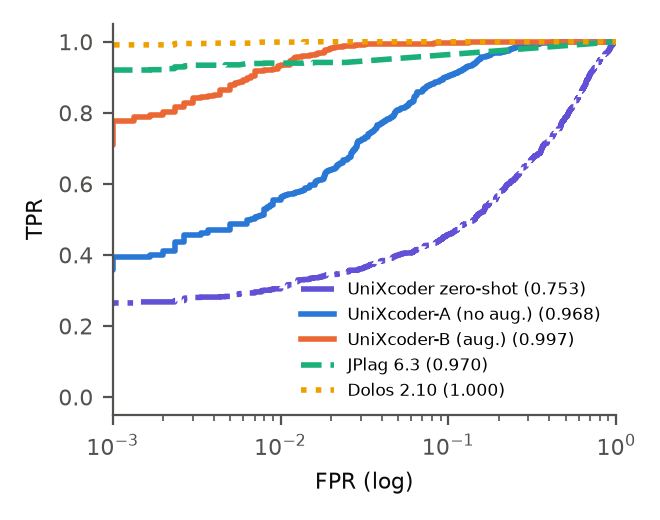 1.0
0.8
0.6
0.4
0.2
0.0
TPR
UniXcoder zero-shot (0.753)
UniXcoder-A (no aug.) (0.968)
UniXcoder-B (aug.) (0.997)
JPlag 6.3 (0.970)
Dolos 2.10 (1.000)
10⁻³ 10⁻² 10⁻¹ 10⁰
FPR (log)